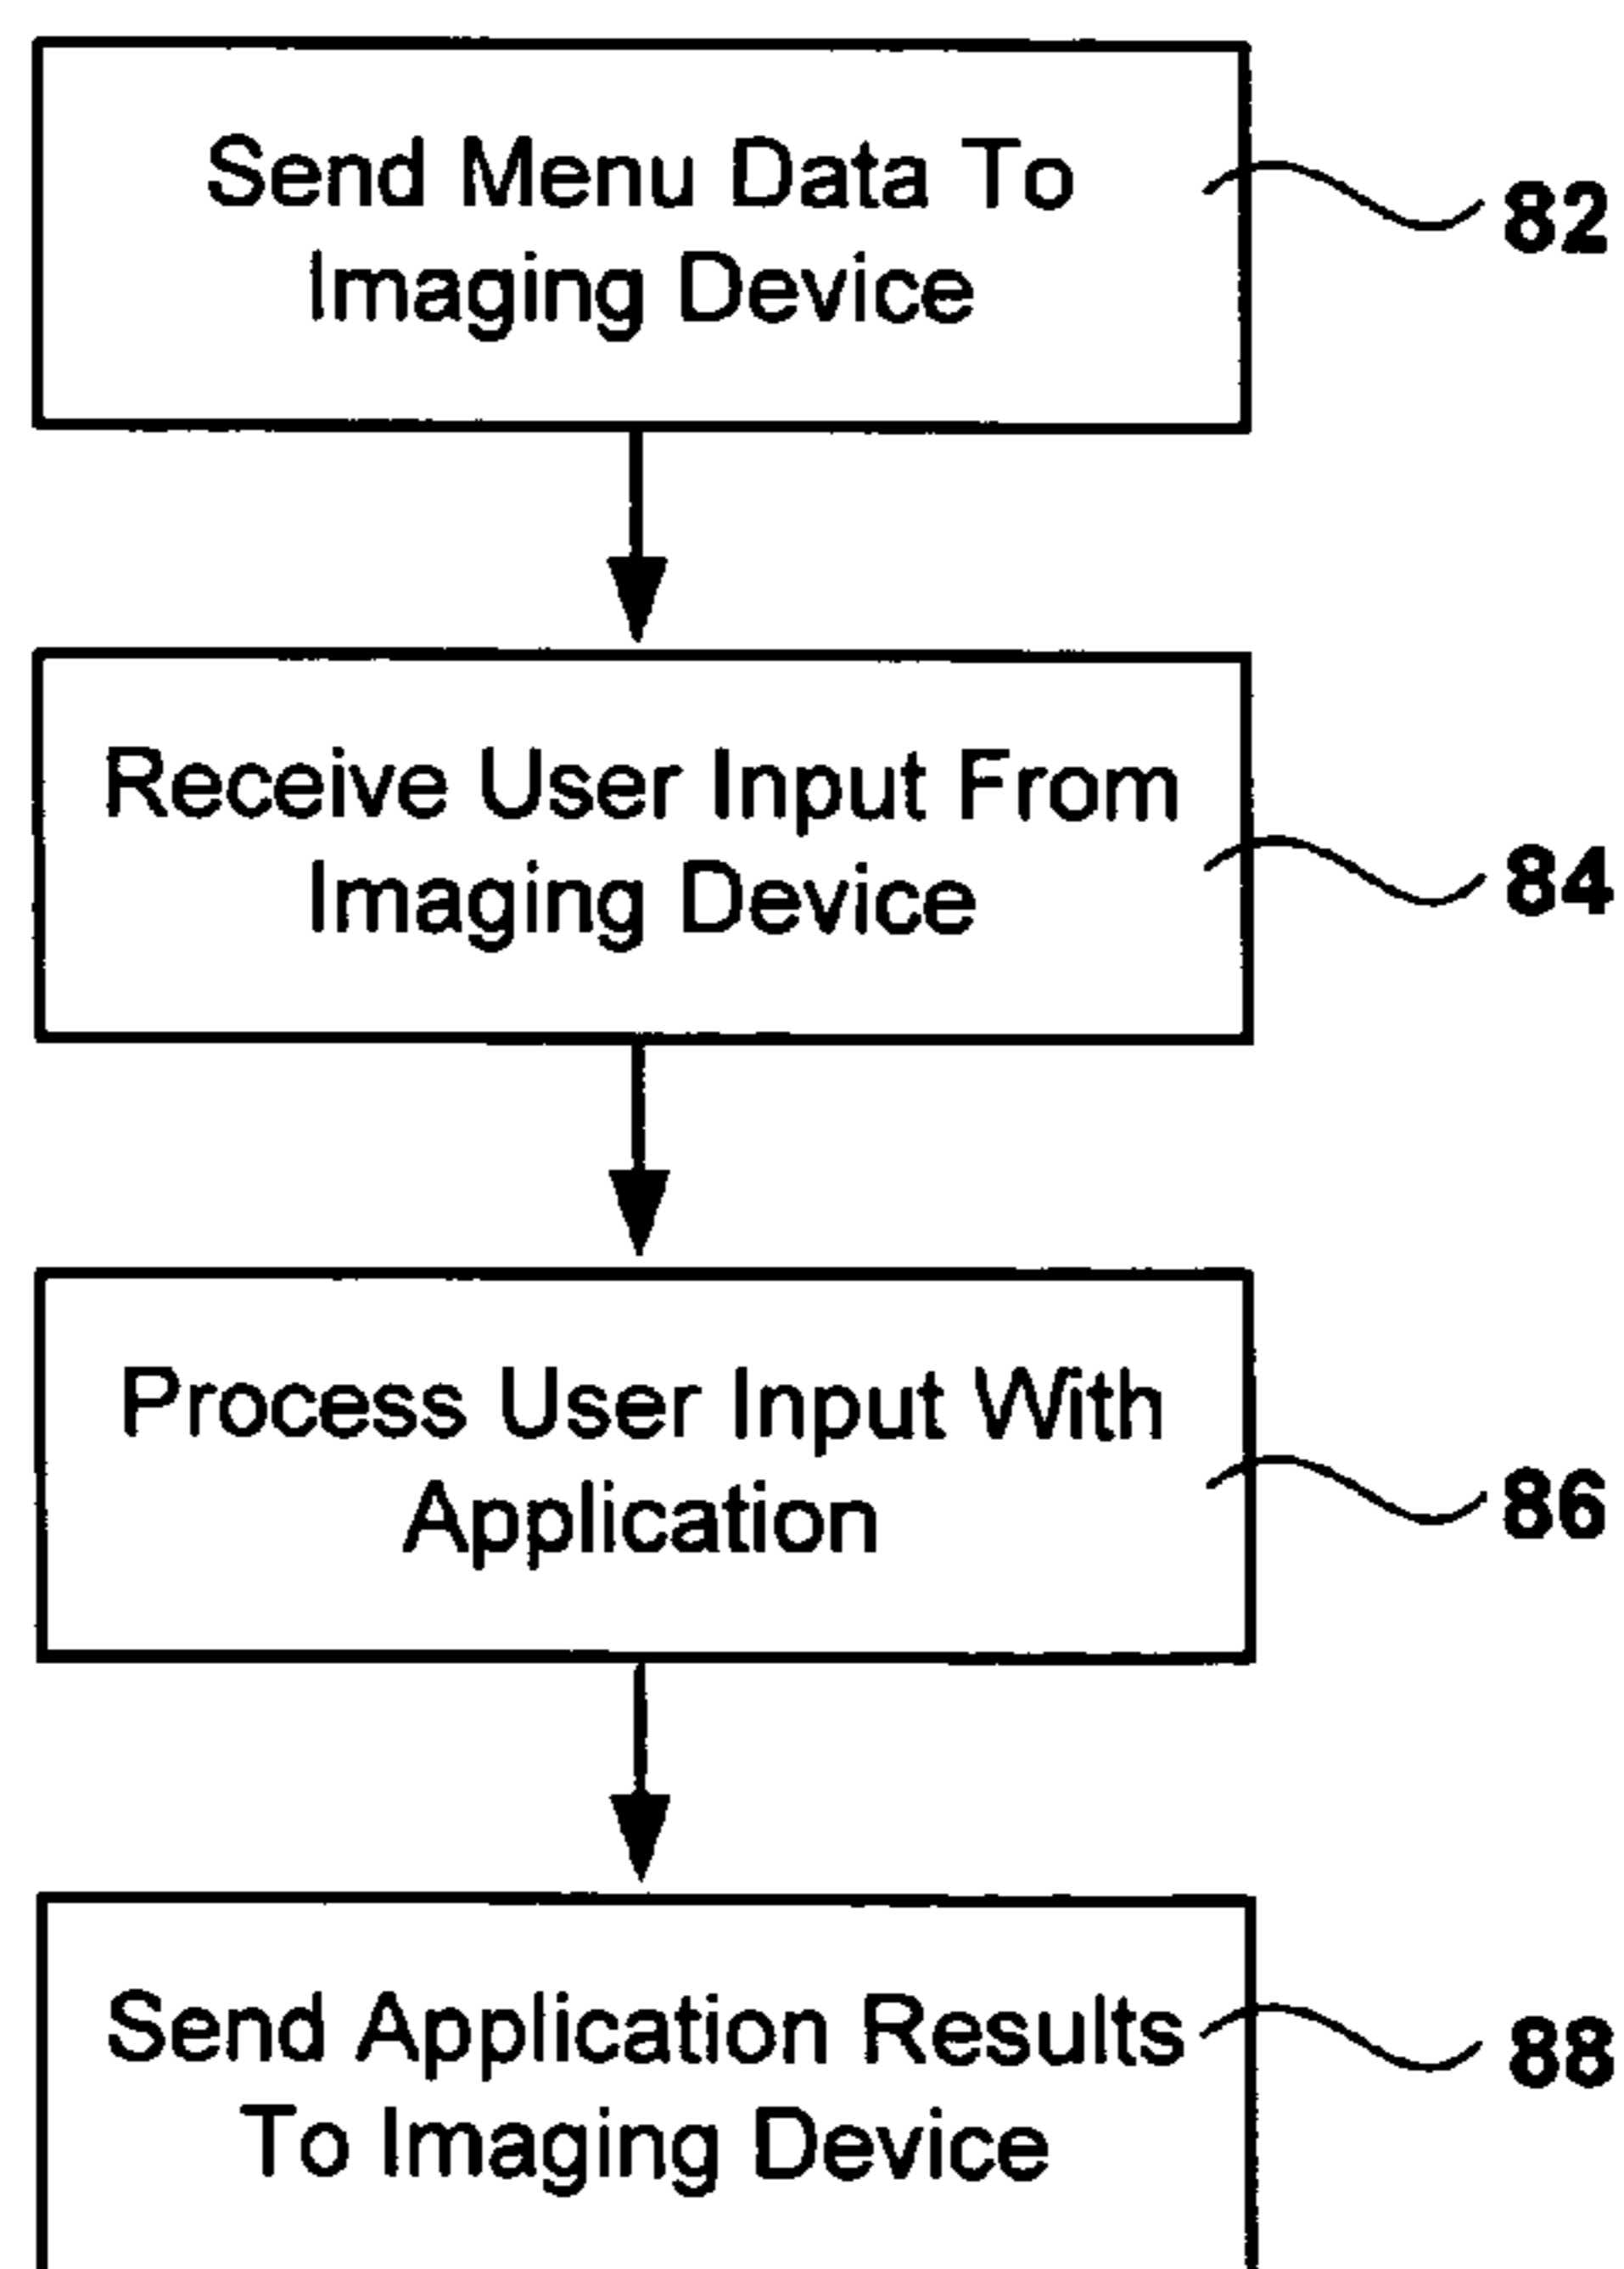 Send Menu Data To
Imaging Device
82
Receive User Input From
Imaging Device
84
Process User Input With
Application
86
Send Application Results
To Imaging Device
88